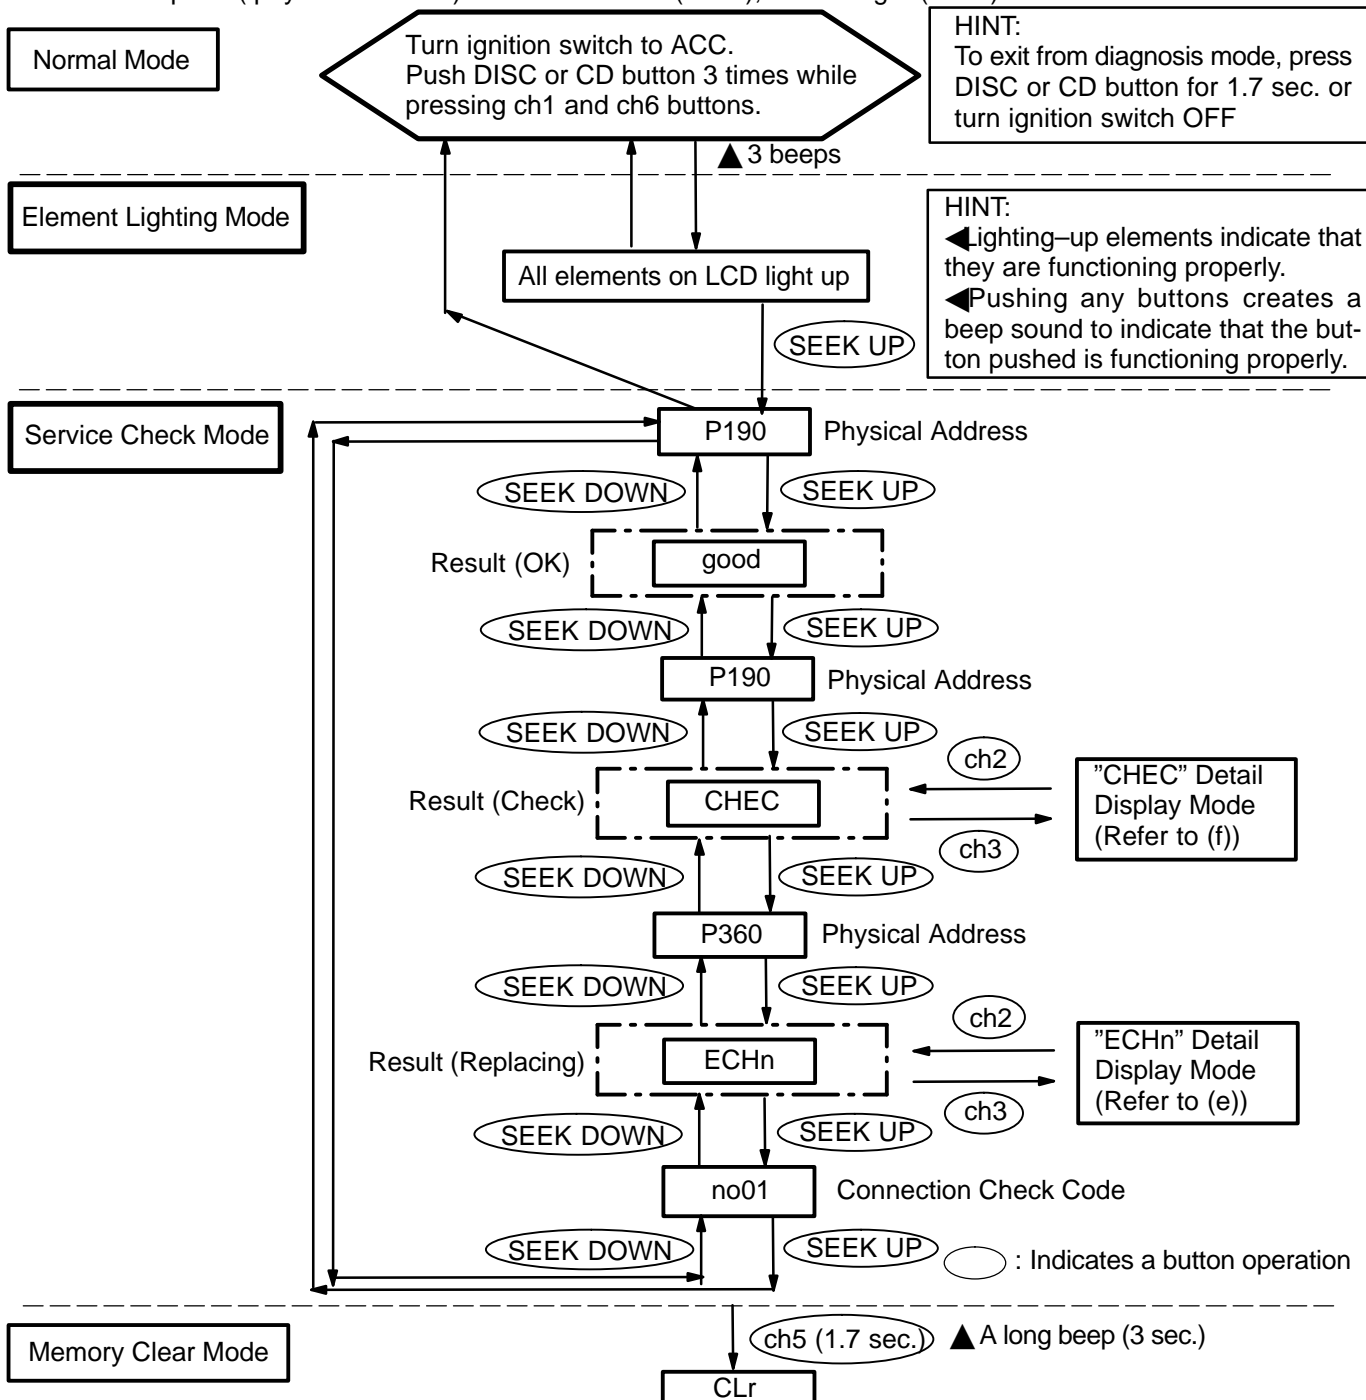 Normal Mode
Turn ignition switch to ACC.
Push DISC or CD button 3 times while
pressing ch1 and ch6 buttons.
HINT:
To exit from diagnosis mode, press
DISC or CD button for 1.7 sec. or
turn ignition switch OFF
▲ 3 beeps
Element Lighting Mode
HINT:
◀Lighting–up elements indicate that
they are functioning properly.
◀Pushing any buttons creates a
beep sound to indicate that the but-
ton pushed is functioning properly.
All elements on LCD light up
SEEK UP
Service Check Mode
P190 Physical Address
SEEK DOWN SEEK UP
Result (OK) good
SEEK DOWN SEEK UP
P190 Physical Address
SEEK DOWN SEEK UP
Result (Check) CHEC
ch2
ch3
”CHEC” Detail
Display Mode
(Refer to (f))
SEEK DOWN SEEK UP
P360 Physical Address
SEEK DOWN SEEK UP
Result (Replacing) ECHn
ch2
ch3
”ECHn” Detail
Display Mode
(Refer to (e))
SEEK DOWN SEEK UP
no01 Connection Check Code
SEEK DOWN SEEK UP
: Indicates a button operation
Memory Clear Mode
ch5 (1.7 sec.) ▲ A long beep (3 sec.)
CLr